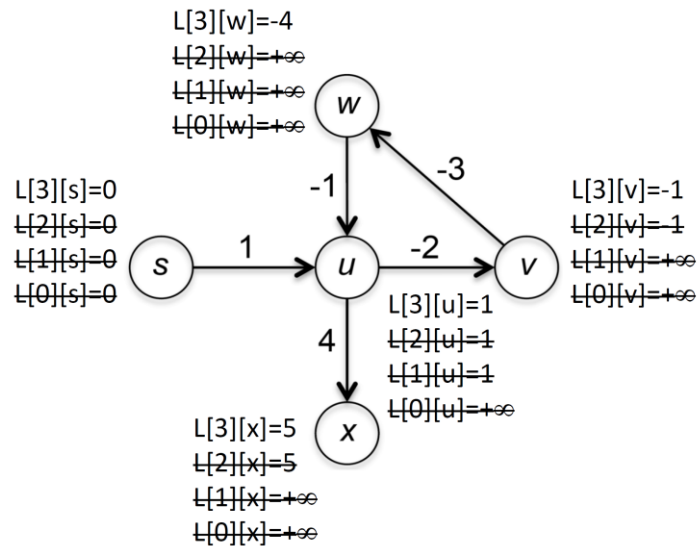 L[3][w]=-4
L[2][w]=+∞
L[1][w]=+∞
L[0][w]=+∞
w
-1
-3
L[3][s]=0
L[2][s]=0
L[1][s]=0
L[0][s]=0
s
1
u
-2
v
L[3][v]=-1
L[2][v]=-1
L[1][v]=+∞
L[0][v]=+∞
4
L[3][u]=1
L[2][u]=1
L[1][u]=1
L[0][u]=+∞
x
L[3][x]=5
L[2][x]=5
L[1][x]=+∞
L[0][x]=+∞